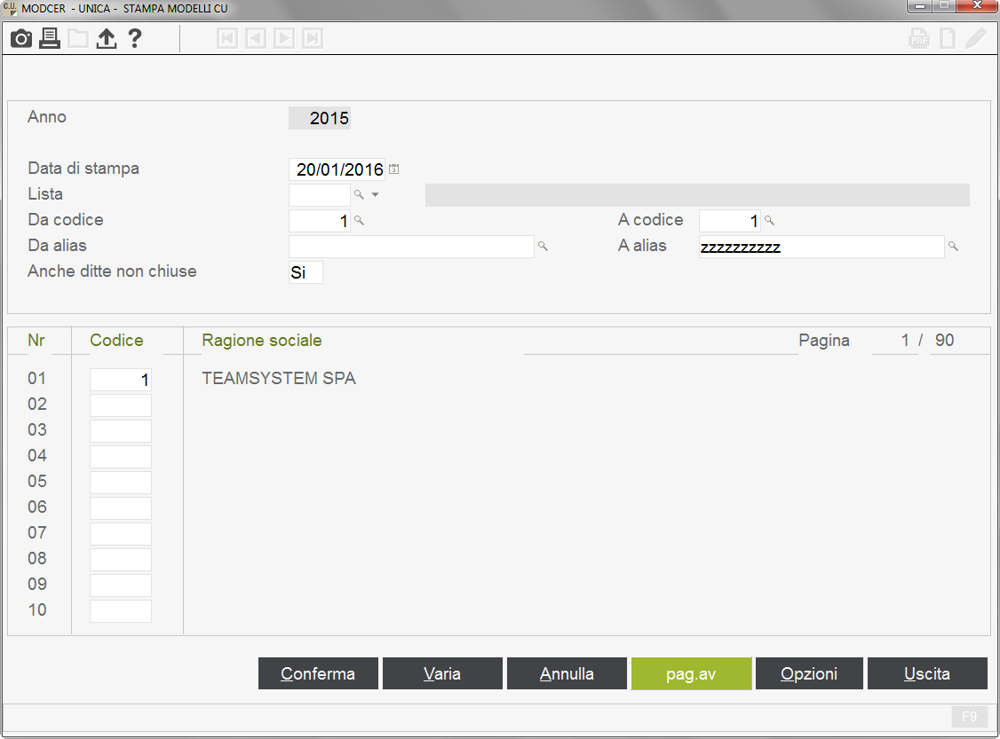 C.U. MODCER - UNICA - STAMPA MODELLI CU
PDF
Anno 2015
Data di stampa 20/01/2016
Lista
Da codice 1 A codice 1
Da alias A alias zzzzzzzzzz
Anche ditte non chiuse Si
Nr Codice Ragione sociale Pagina 1 / 90
01 1 TEAMSYSTEM SPA
02
03
04
05
06
07
08
09
10
Conferma Varia Annulla pag.av Opzioni Uscita
F9